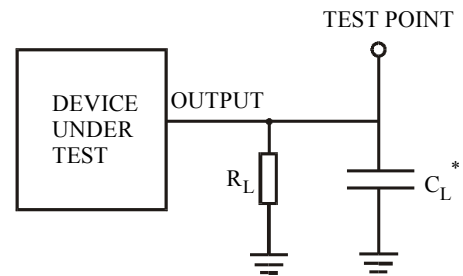 TEST POINT
DEVICE
UNDER
TEST
OUTPUT
R_L
C_L*